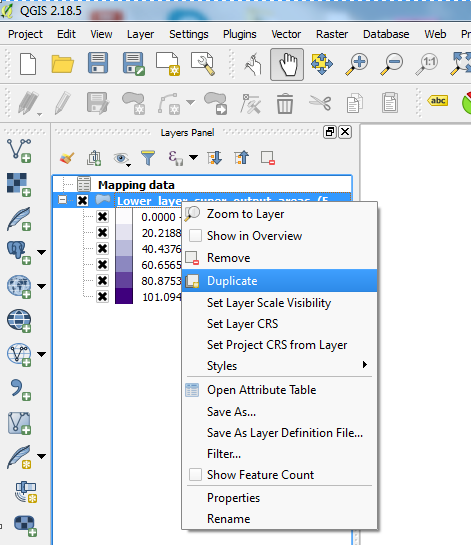 QGIS 2.18.5
Project Edit View Layer Settings Plugins Vector Raster Database Web
1:1
abc
Layers Panel
Mapping data
Lower layer super output areas (E
0.0000 -
20.2188
40.4376
60.6565
80.8753
101.094
Zoom to Layer
Show in Overview
Remove
Duplicate
Set Layer Scale Visibility
Set Layer CRS
Set Project CRS from Layer
Styles
Open Attribute Table
Save As...
Save As Layer Definition File...
Filter...
Show Feature Count
Properties
Rename